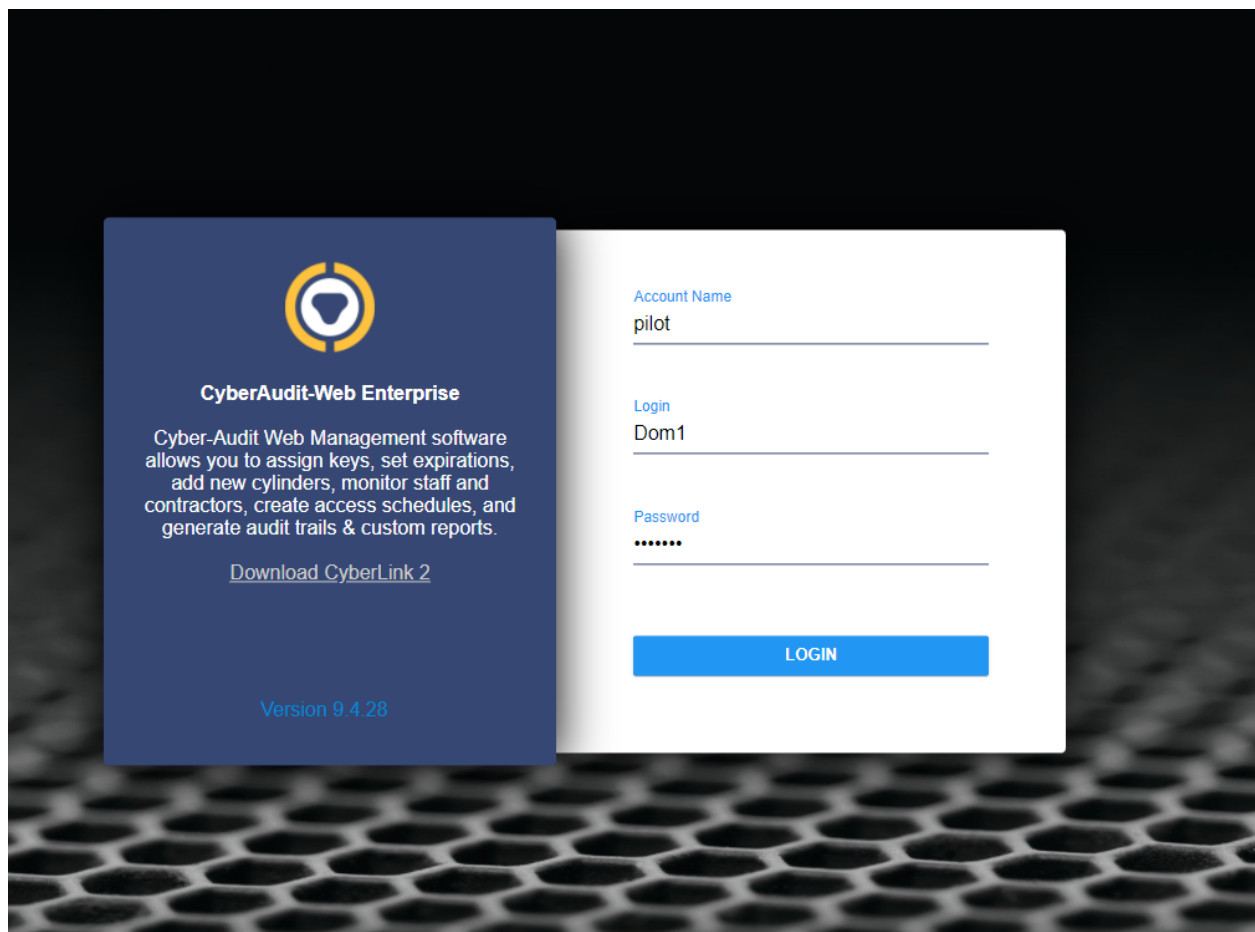 CyberAudit-Web Enterprise
Cyber-Audit Web Management software
allows you to assign keys, set expirations,
add new cylinders, monitor staff and
contractors, create access schedules, and
generate audit trails & custom reports.
Download CyberLink 2
Version 9.4.28
Account Name
pilot
Login
Dom1
Password
•••••••
LOGIN